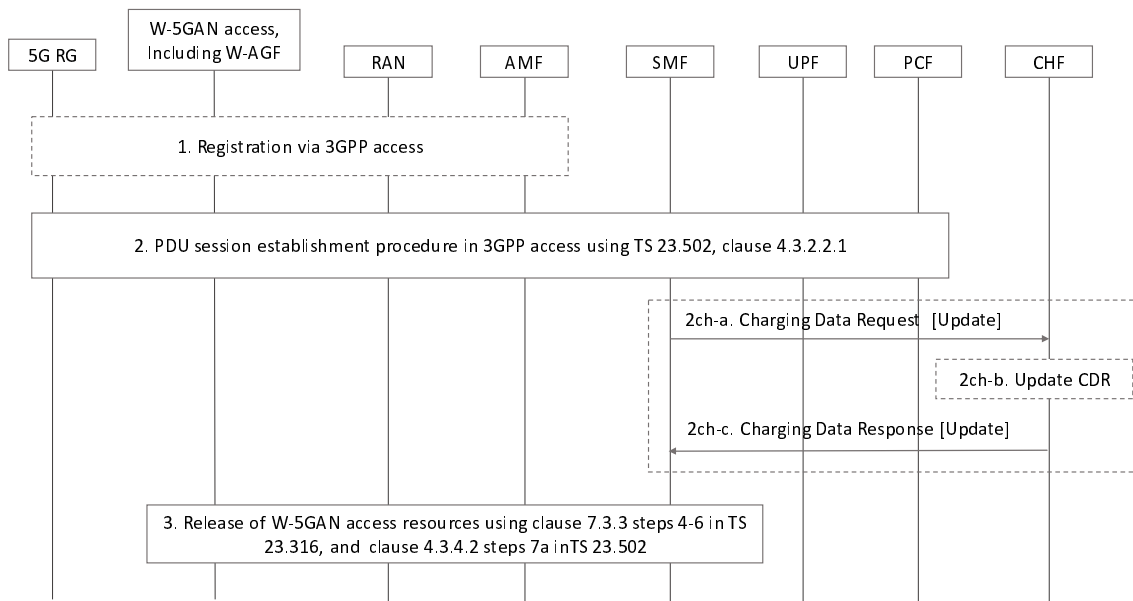 5G RG
W-5GAN access,
Including W-AGF
RAN
AMF
SMF
UPF
PCF
CHF
1. Registration via 3GPP access
2. PDU session establishment procedure in 3GPP access using TS 23.502, clause 4.3.2.2.1
2ch-a. Charging Data Request [Update]
2ch-b. Update CDR
2ch-c. Charging Data Response [Update]
3. Release of W-5GAN access resources using clause 7.3.3 steps 4-6 in TS
23.316, and clause 4.3.4.2 steps 7a inTS 23.502